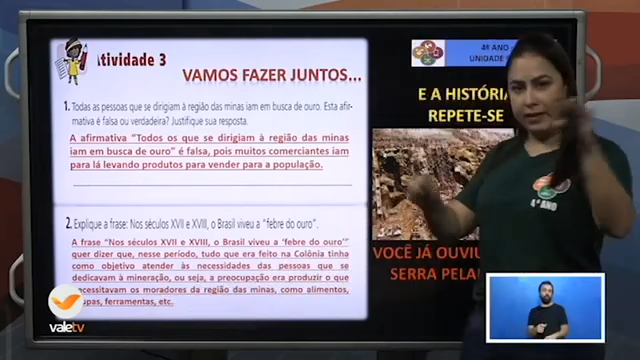 Atividade 3
VAMOS FAZER JUNTOS...
1. Todas as pessoas que se dirigiam à região das minas iam em busca de ouro. Esta afir-
mativa é falsa ou verdadeira? Justifique sua resposta.
A afirmativa “Todos os que se dirigiam à região das minas
iam em busca de ouro” é falsa, pois muitos comerciantes iam
para lá levando produtos para vender para a população.
2. Explique a frase: Nos séculos XVII e XVIII, o Brasil viveu a “febre do ouro”.
A frase “Nos séculos XVII e XVIII, o Brasil viveu a ‘febre do ouro’”
quer dizer que, nesse período, tudo que era feito na Colônia tinha
como objetivo atender às necessidades das pessoas que se
dedicavam à mineração, ou seja, a preocupação era produzir o que
necessitavam os moradores da região das minas, como alimentos,
roupas, ferramentas, etc.
4º ANO
UNIDADE
E A HISTÓRIA
REPETE-SE
VOCÊ JÁ OUVIU
SERRA PELA
4º ANO
valetv